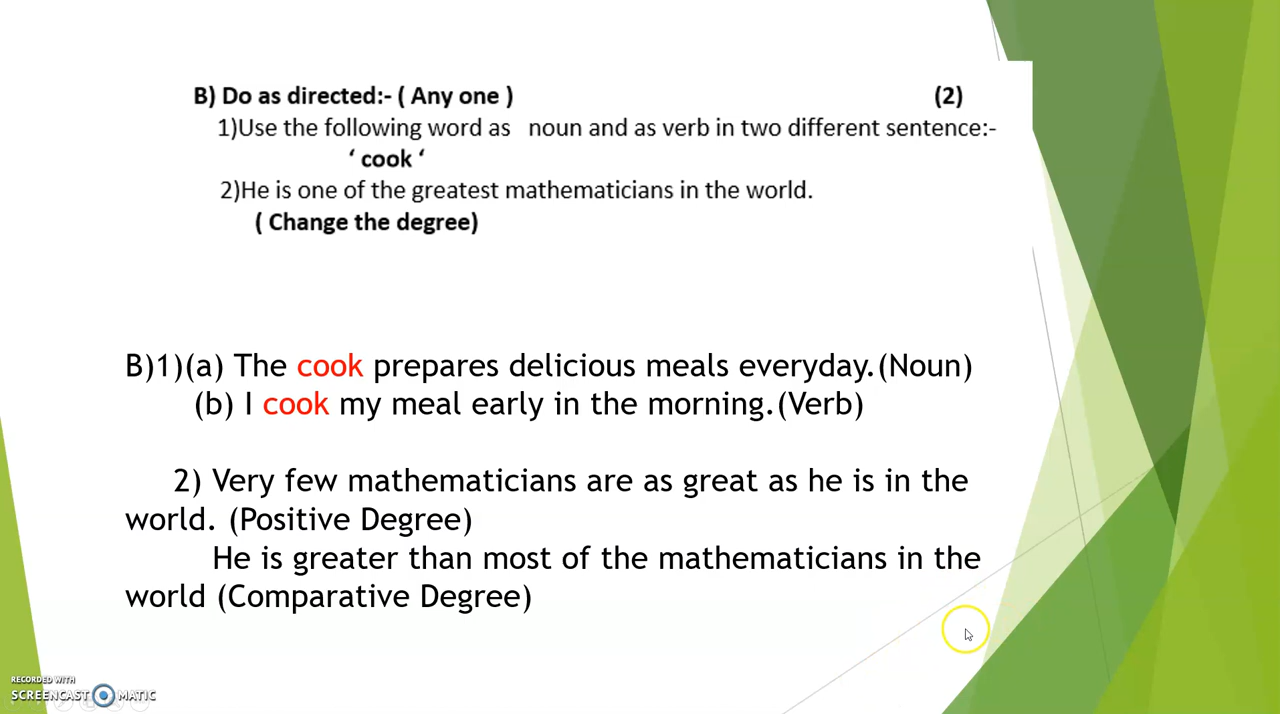 B) Do as directed:- ( Any one ) (2)
1)Use the following word as noun and as verb in two different sentence:-
‘ cook ‘
2)He is one of the greatest mathematicians in the world.
( Change the degree)
B)1)(a) The cook prepares delicious meals everyday.(Noun)
(b) I cook my meal early in the morning.(Verb)
2) Very few mathematicians are as great as he is in the
world. (Positive Degree)
He is greater than most of the mathematicians in the
world (Comparative Degree)
RECORDED WITH
SCREENCAST MATIC